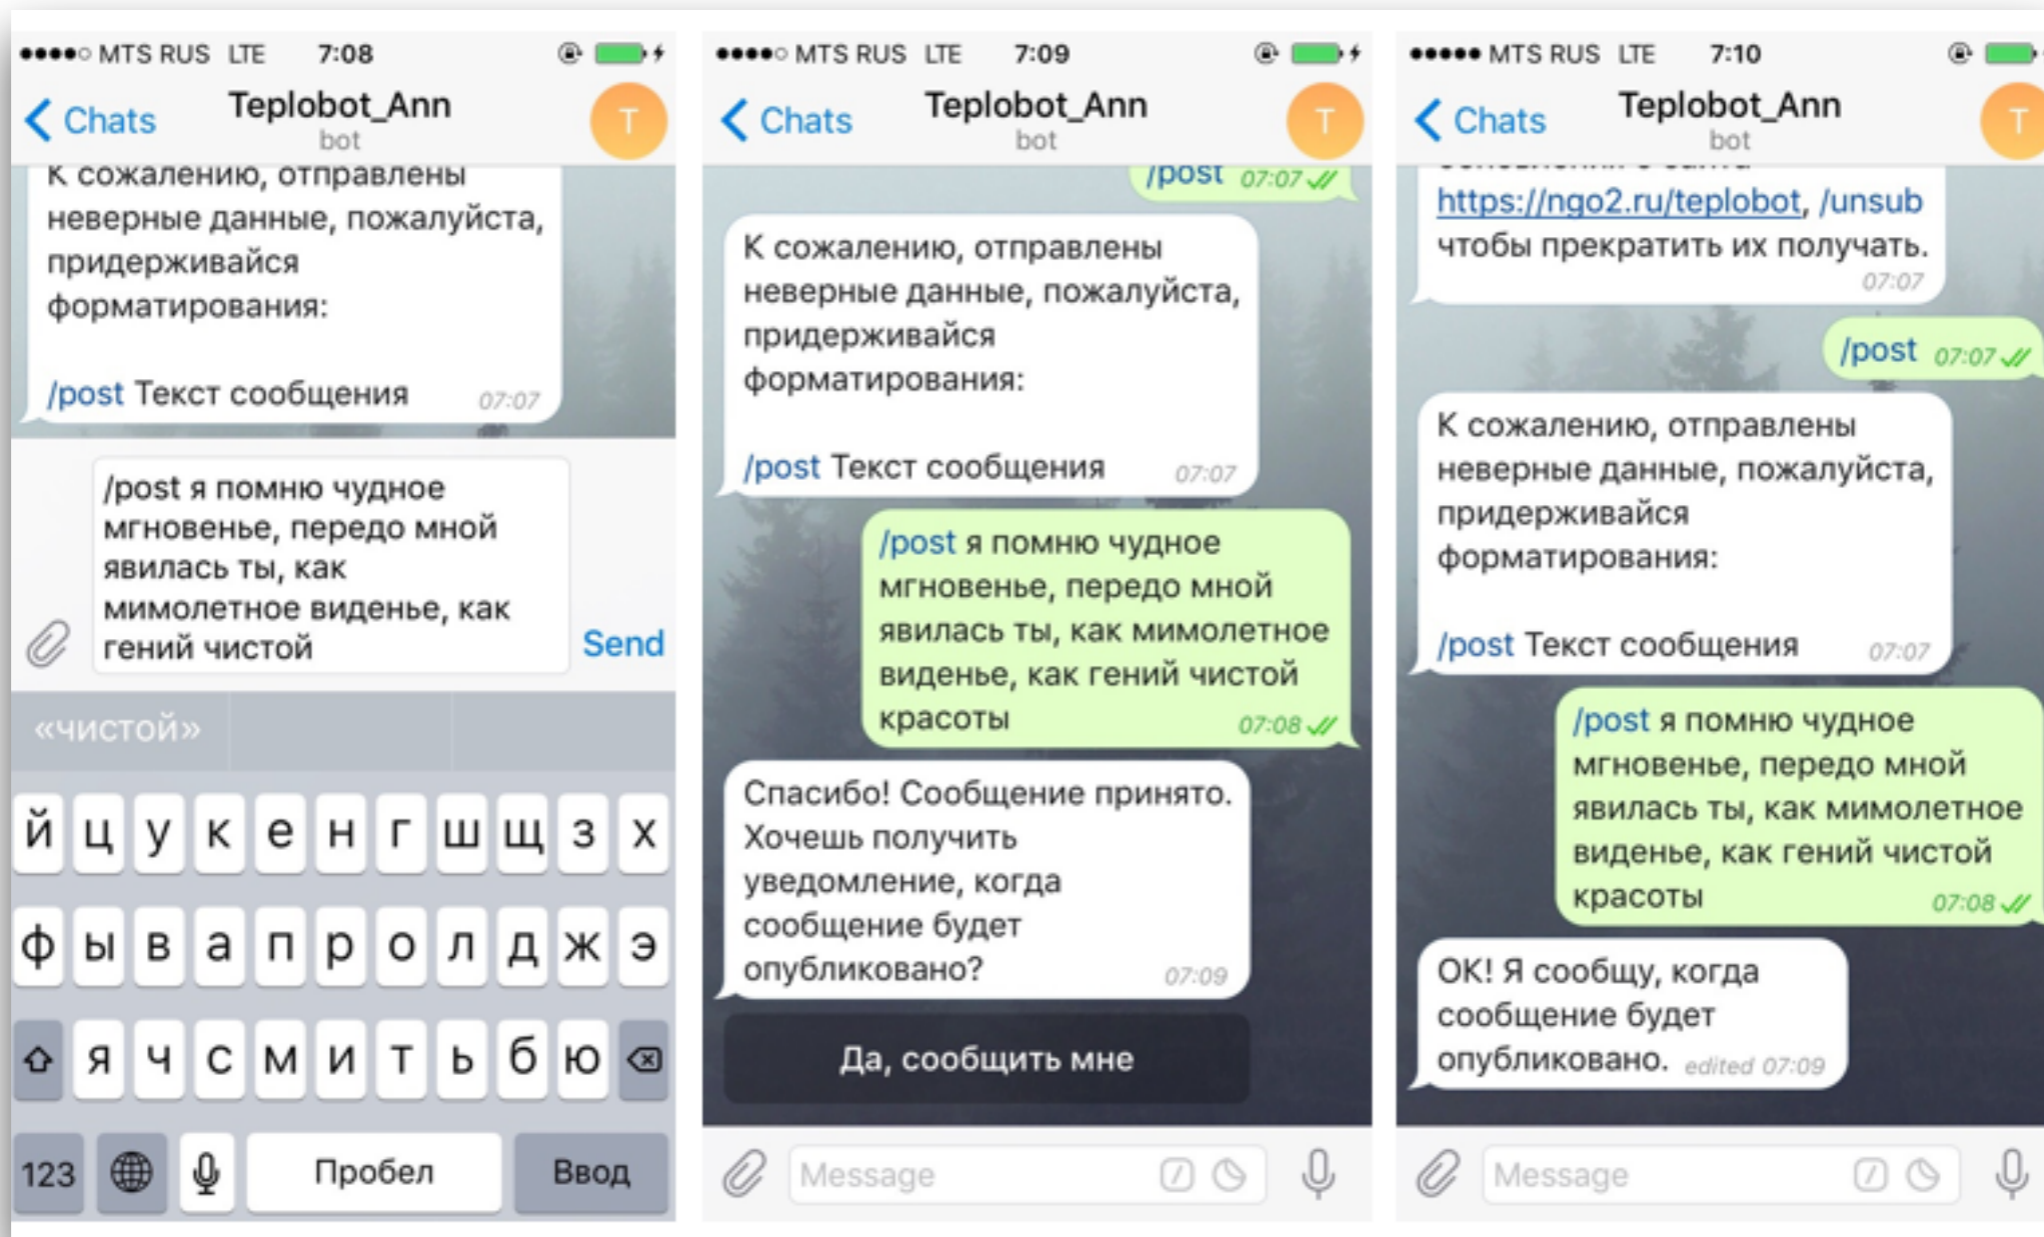 MTS RUS LTE 7:08
Chats
Teplobot_Ann
bot
T
К сожалению, отправлены
неверные данные, пожалуйста,
придерживайся
форматирования:
/post Текст сообщения 07:07
/post я помню чудное
мгновенье, передо мной
явилась ты, как
мимолетное виденье, как
гений чистой
Send
«чистой»
й ц у к е н г ш щ з х
ф ы в а п р о л д ж э
я ч с м и т ь б ю
123 Пробел Ввод
MTS RUS LTE 7:09
Chats
Teplobot_Ann
bot
T
/post 07:07
К сожалению, отправлены
неверные данные, пожалуйста,
придерживайся
форматирования:
/post Текст сообщения 07:07
/post я помню чудное
мгновенье, передо мной
явилась ты, как мимолетное
виденье, как гений чистой
красоты 07:08
Спасибо! Сообщение принято.
Хочешь получить
уведомление, когда
сообщение будет
опубликовано? 07:09
Да, сообщить мне
Message
MTS RUS LTE 7:10
Chats
Teplobot_Ann
bot
T
https://ngo2.ru/teplobot, /unsub
чтобы прекратить их получать.
07:07
/post 07:07
К сожалению, отправлены
неверные данные, пожалуйста,
придерживайся
форматирования:
/post Текст сообщения 07:07
/post я помню чудное
мгновенье, передо мной
явилась ты, как мимолетное
виденье, как гений чистой
красоты 07:08
ОК! Я сообщу, когда
сообщение будет
опубликовано. edited 07:09
Message